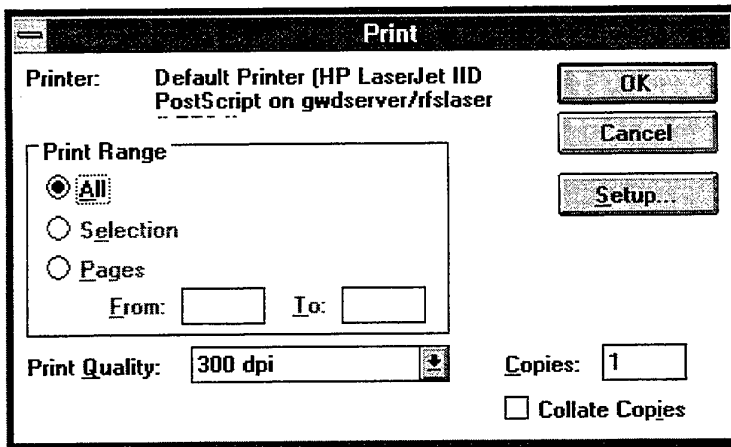 Print
Printer: Default Printer (HP LaserJet IID
PostScript on gwdserver/rfslaser
OK
Cancel
Setup...
Print Range
All
Selection
Pages
From: To:
Print Quality: 300 dpi
Copies: 1
Collate Copies